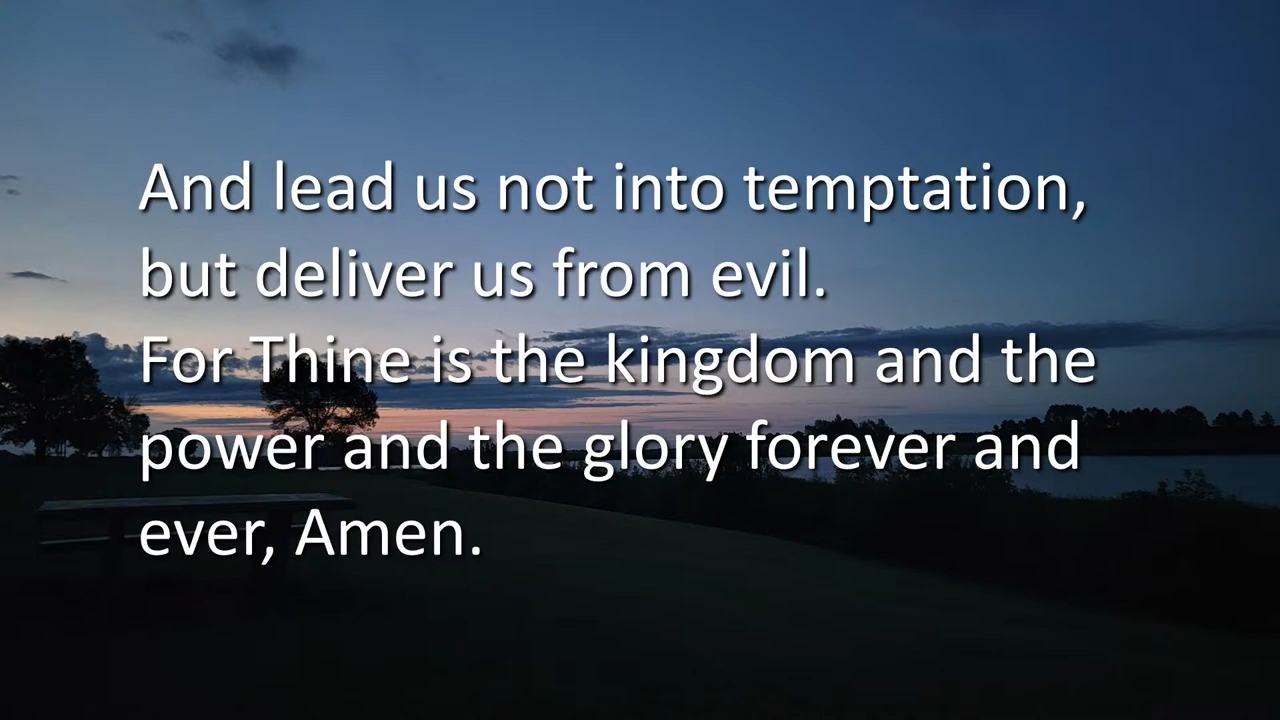 And lead us not into temptation,
but deliver us from evil.
For Thine is the kingdom and the
power and the glory forever and
ever, Amen.